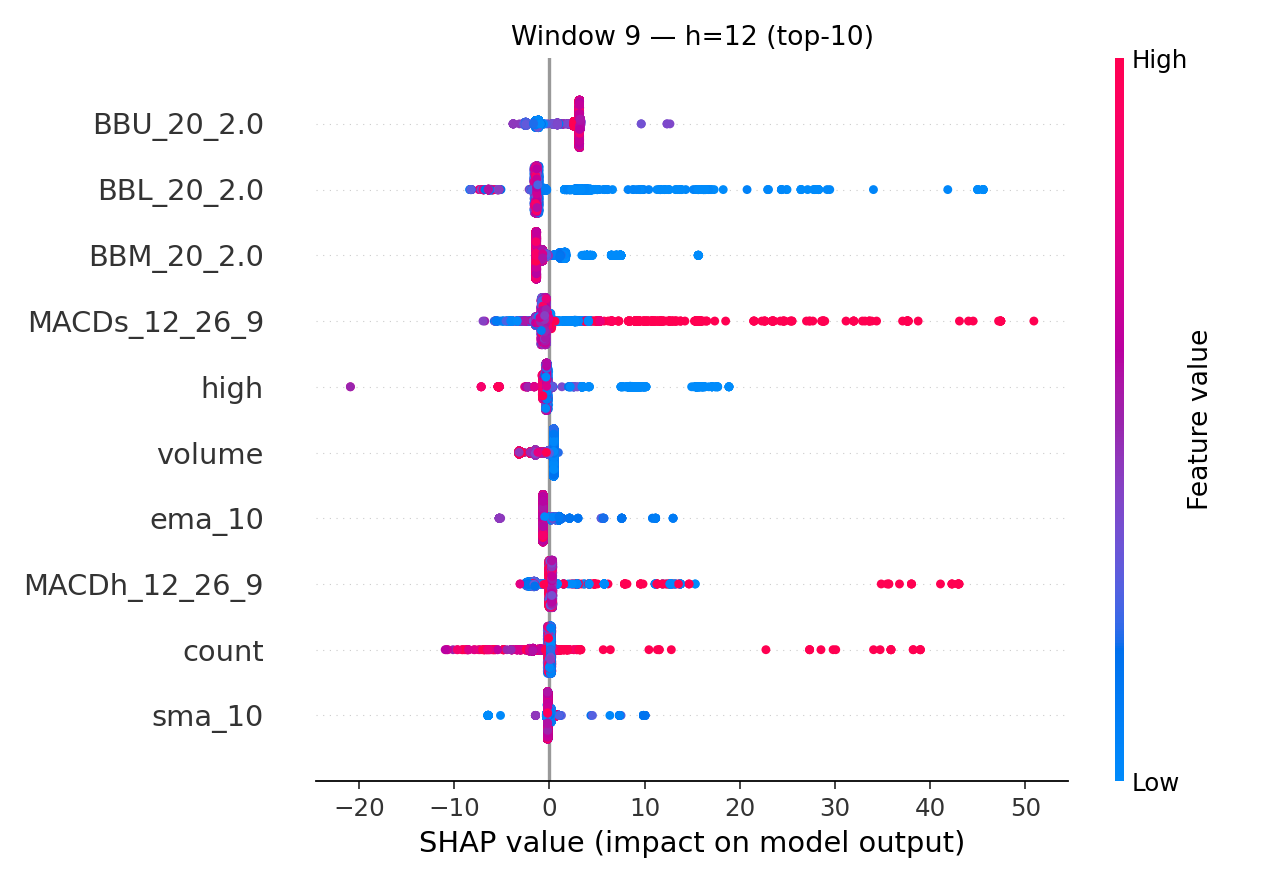 Window 9 — h=12 (top-10)
High
BBU_20_2.0
BBL_20_2.0
BBM_20_2.0
MACDs_12_26_9
high
volume
ema_10
MACDh_12_26_9
count
sma_10
Feature value
Low
−20 −10 0 10 20 30 40 50
SHAP value (impact on model output)